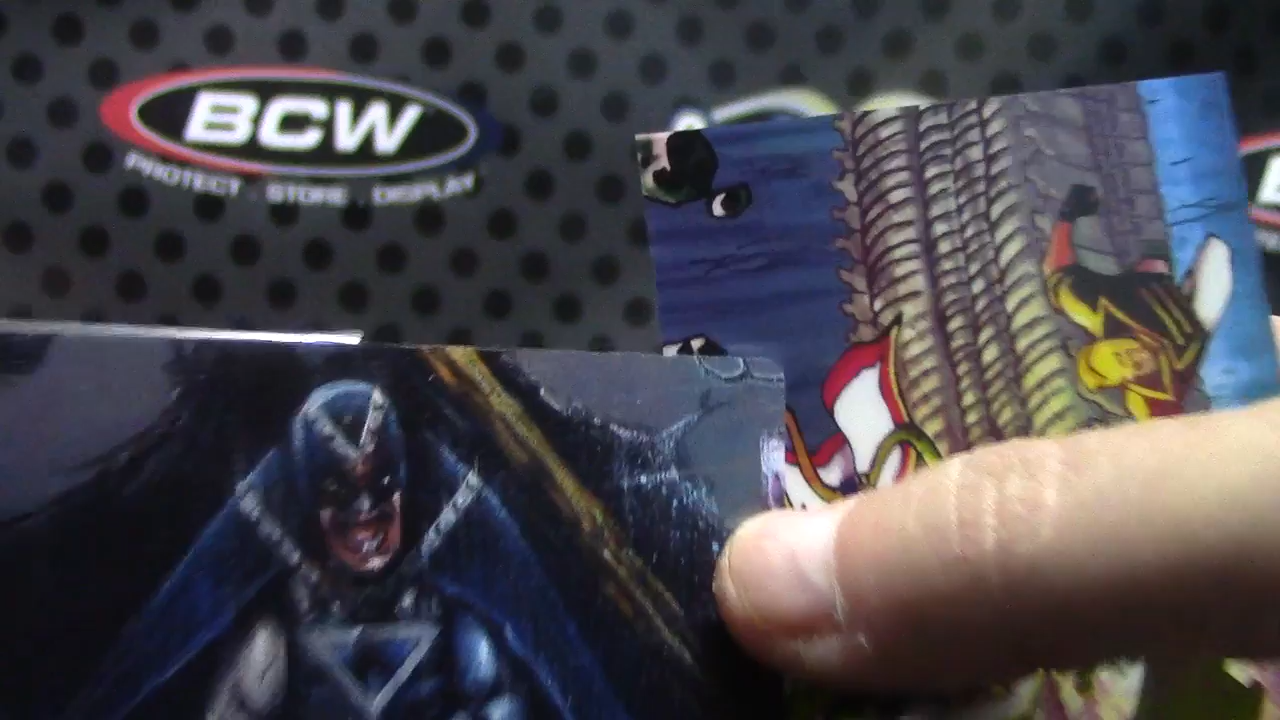 BCW
PROTECT . STORE . DISPLAY